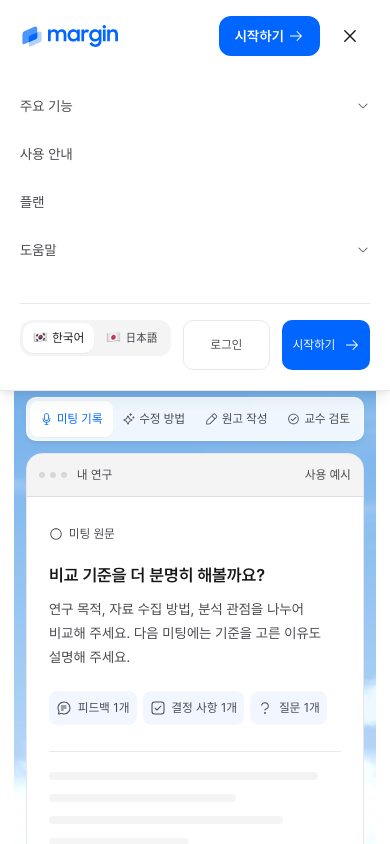 margin
시작하기
주요 기능
사용 안내
플랜
도움말
한국어
日本語
로그인
시작하기
미팅 기록
수정 방법
원고 작성
교수 검토
내 연구
사용 예시
미팅 원문
비교 기준을 더 분명히 해볼까요?
연구 목적, 자료 수집 방법, 분석 관점을 나누어
비교해 주세요. 다음 미팅에는 기준을 고른 이유도
설명해 주세요.
피드백 1개
결정 사항 1개
질문 1개